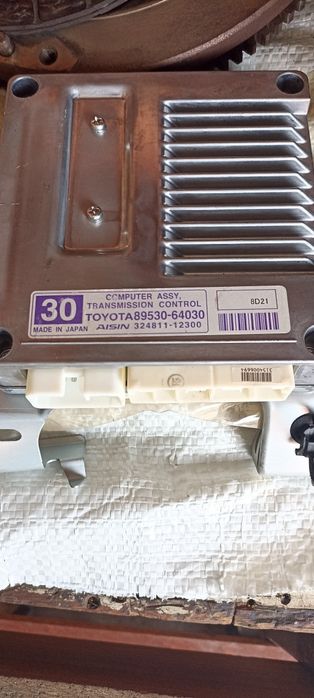 30
MADE IN JAPAN
COMPUTER ASSY,
TRANSMISSION CONTROL
TOYOTA89530-64030
AISIN 324811-12300
8D21